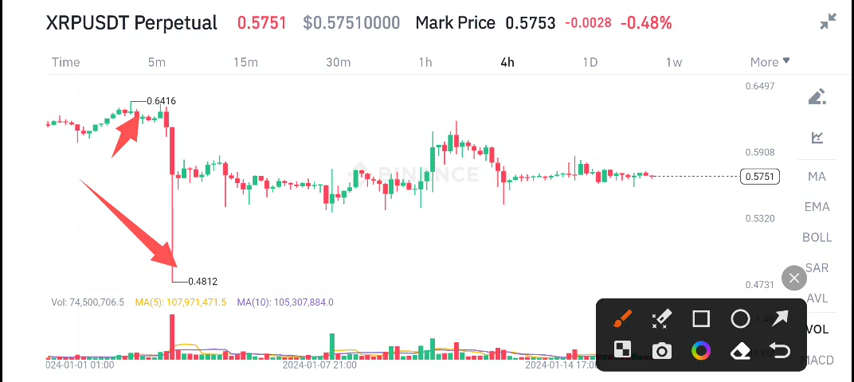 XRPUSDT Perpetual 0.5751 $0.57510000 Mark Price 0.5753 -0.0028 -0.48%
Time 5m 15m 30m 1h 4h 1D 1w More
0.6497
0.6416
0.5908
BINANCE
0.5751
0.5320
0.4812
0.4731
MA
EMA
BOLL
SAR
AVL
VOL
MACD
Vol: 74,500,706.5 MA(5): 107,971,471.5 MA(10): 105,307,884.0
2024-01-01 01:00 2024-01-07 21:00 2024-01-14 17:00